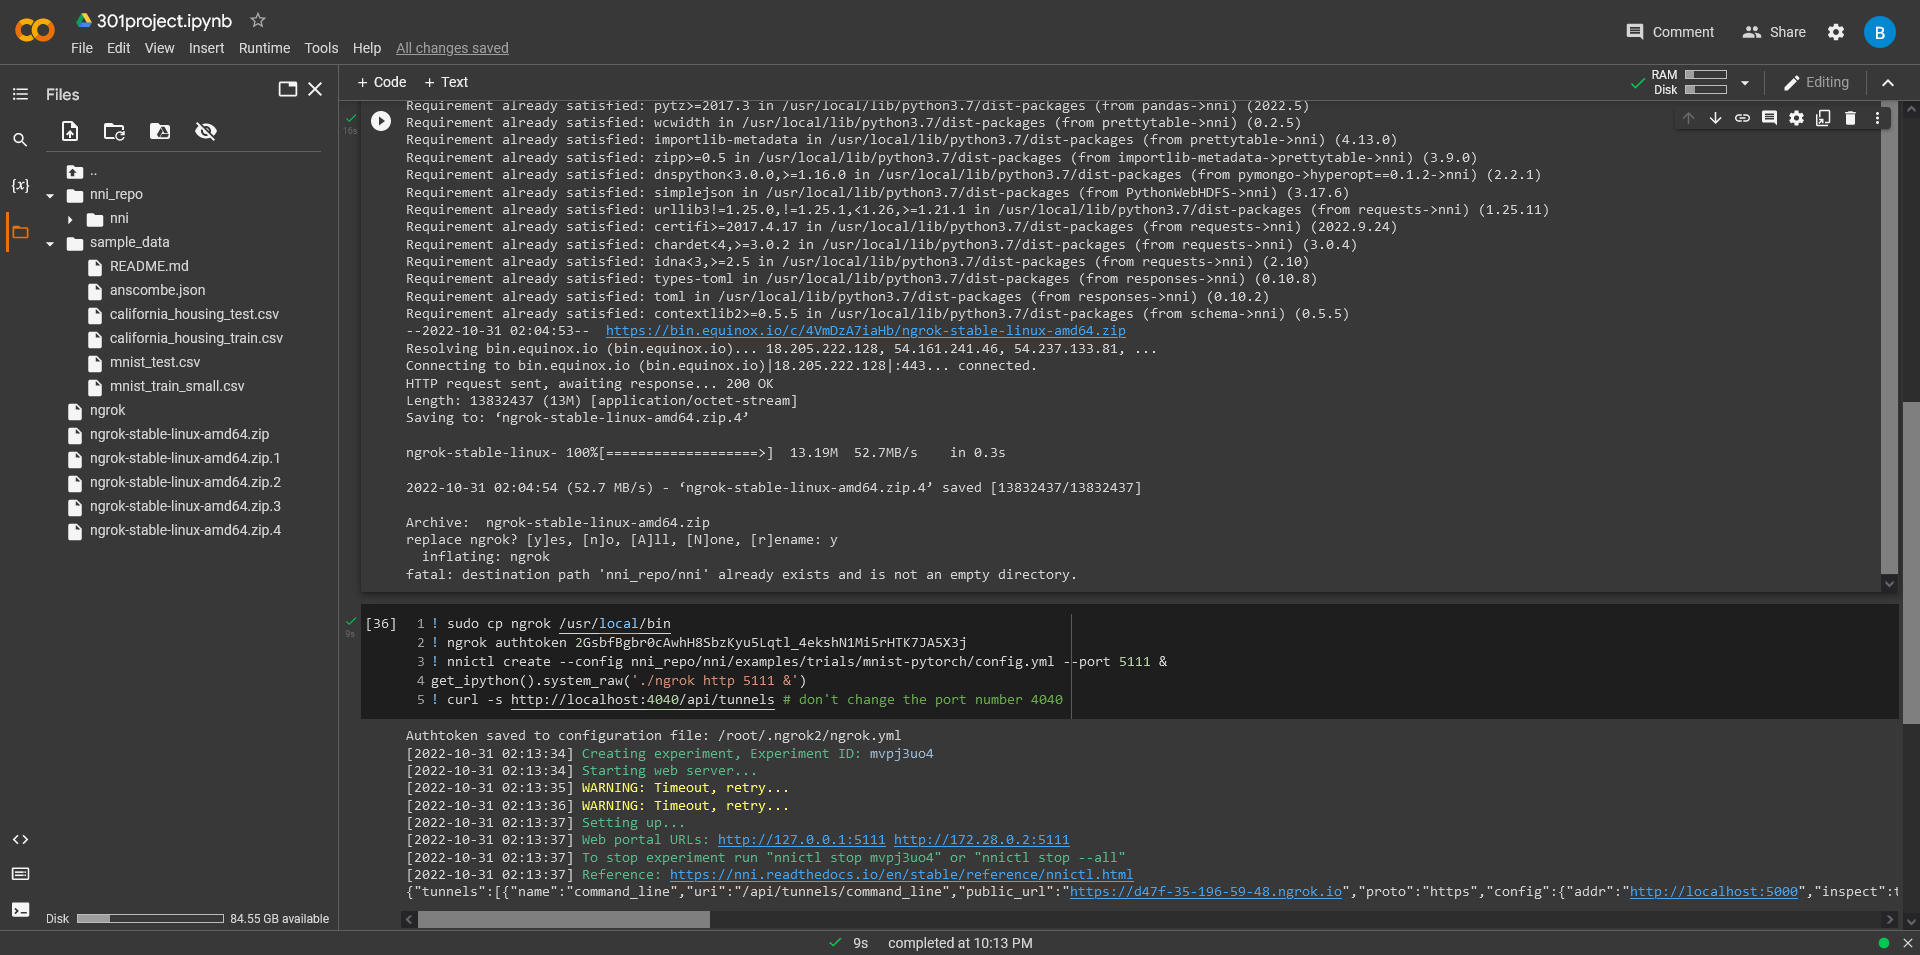 301project.ipynb
File Edit View Insert Runtime Tools Help All changes saved
Comment Share B
Files
+ Code + Text
RAM
Disk
Editing
..
nni_repo
nni
sample_data
README.md
anscombe.json
california_housing_test.csv
california_housing_train.csv
mnist_test.csv
mnist_train_small.csv
ngrok
ngrok-stable-linux-amd64.zip
ngrok-stable-linux-amd64.zip.1
ngrok-stable-linux-amd64.zip.2
ngrok-stable-linux-amd64.zip.3
ngrok-stable-linux-amd64.zip.4
{x}
Disk 84.55 GB available
16s
Requirement already satisfied: pytz>=2017.3 in /usr/local/lib/python3.7/dist-packages (from pandas->nni) (2022.5)
Requirement already satisfied: wcwidth in /usr/local/lib/python3.7/dist-packages (from prettytable->nni) (0.2.5)
Requirement already satisfied: importlib-metadata in /usr/local/lib/python3.7/dist-packages (from prettytable->nni) (4.13.0)
Requirement already satisfied: zipp>=0.5 in /usr/local/lib/python3.7/dist-packages (from importlib-metadata->prettytable->nni) (3.9.0)
Requirement already satisfied: dnspython<3.0.0,>=1.16.0 in /usr/local/lib/python3.7/dist-packages (from pymongo->hyperopt==0.1.2->nni) (2.2.1)
Requirement already satisfied: simplejson in /usr/local/lib/python3.7/dist-packages (from PythonWebHDFS->nni) (3.17.6)
Requirement already satisfied: urllib3!=1.25.0,!=1.25.1,<1.26,>=1.21.1 in /usr/local/lib/python3.7/dist-packages (from requests->nni) (1.25.11)
Requirement already satisfied: certifi>=2017.4.17 in /usr/local/lib/python3.7/dist-packages (from requests->nni) (2022.9.24)
Requirement already satisfied: chardet<4,>=3.0.2 in /usr/local/lib/python3.7/dist-packages (from requests->nni) (3.0.4)
Requirement already satisfied: idna<3,>=2.5 in /usr/local/lib/python3.7/dist-packages (from requests->nni) (2.10)
Requirement already satisfied: types-toml in /usr/local/lib/python3.7/dist-packages (from responses->nni) (0.10.8)
Requirement already satisfied: toml in /usr/local/lib/python3.7/dist-packages (from responses->nni) (0.10.2)
Requirement already satisfied: contextlib2>=0.5.5 in /usr/local/lib/python3.7/dist-packages (from schema->nni) (0.5.5)
--2022-10-31 02:04:53-- https://bin.equinox.io/c/4VmDzA7iaHb/ngrok-stable-linux-amd64.zip
Resolving bin.equinox.io (bin.equinox.io)... 18.205.222.128, 54.161.241.46, 54.237.133.81, ...
Connecting to bin.equinox.io (bin.equinox.io)|18.205.222.128|:443... connected.
HTTP request sent, awaiting response... 200 OK
Length: 13832437 (13M) [application/octet-stream]
Saving to: ‘ngrok-stable-linux-amd64.zip.4’
ngrok-stable-linux- 100%[===================>] 13.19M 52.7MB/s in 0.3s
2022-10-31 02:04:54 (52.7 MB/s) - ‘ngrok-stable-linux-amd64.zip.4’ saved [13832437/13832437]
Archive: ngrok-stable-linux-amd64.zip
replace ngrok? [y]es, [n]o, [A]ll, [N]one, [r]ename: y
inflating: ngrok
fatal: destination path 'nni_repo/nni' already exists and is not an empty directory.
9s
[36] 1 ! sudo cp ngrok /usr/local/bin
2 ! ngrok authtoken 2GsbfBgbr0cAwhH8SbzKyu5Lqtl_4ekshN1Mi5rHTK7JA5X3j
3 ! nnictl create --config nni_repo/nni/examples/trials/mnist-pytorch/config.yml --port 5111 &
4 get_ipython().system_raw('./ngrok http 5111 &')
5 ! curl -s http://localhost:4040/api/tunnels # don't change the port number 4040
Authtoken saved to configuration file: /root/.ngrok2/ngrok.yml
[2022-10-31 02:13:34] Creating experiment, Experiment ID: mvpj3uo4
[2022-10-31 02:13:34] Starting web server...
[2022-10-31 02:13:35] WARNING: Timeout, retry...
[2022-10-31 02:13:36] WARNING: Timeout, retry...
[2022-10-31 02:13:37] Setting up...
[2022-10-31 02:13:37] Web portal URLs: http://127.0.0.1:5111 http://172.28.0.2:5111
[2022-10-31 02:13:37] To stop experiment run "nnictl stop mvpj3uo4" or "nnictl stop --all"
[2022-10-31 02:13:37] Reference: https://nni.readthedocs.io/en/stable/reference/nnictl.html
{"tunnels":[{"name":"command_line","uri":"/api/tunnels/command_line","public_url":"https://d47f-35-196-59-48.ngrok.io","proto":"https","config":{"addr":"http://localhost:5000","inspect":t
9s completed at 10:13 PM